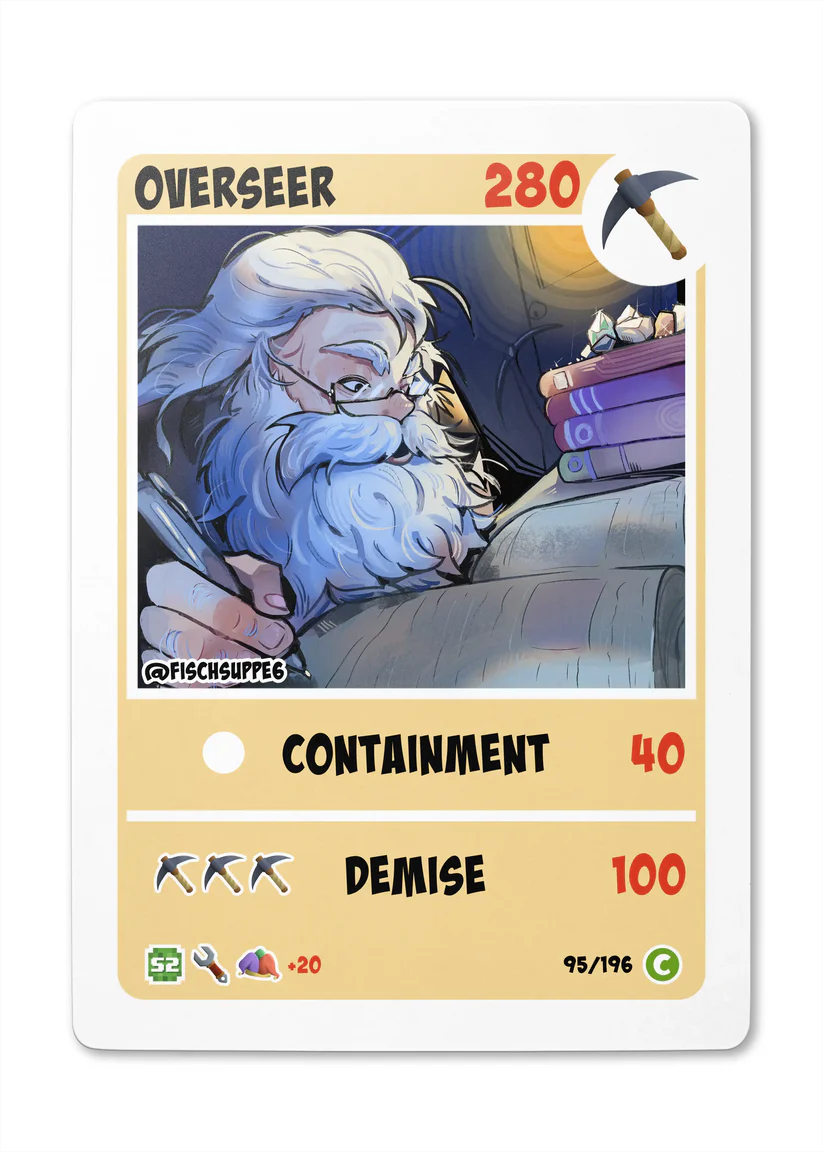 OVERSEER 280
@FISCHSUPPE6
CONTAINMENT 40
DEMISE 100
S2 +20 95/196 C